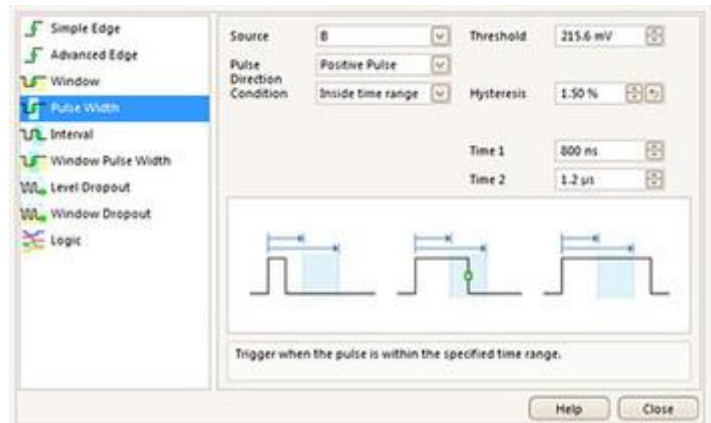 Simple Edge
Advanced Edge
Window
Pulse Width
Interval
Window Pulse Width
Level Dropout
Window Dropout
Logic
Source B Threshold 215.6 mV
Pulse Direction Positive Pulse
Condition Inside time range Hysteresis 1.50 %
Time 1 800 ns
Time 2 1.2 µs
Trigger when the pulse is within the specified time range.
Help Close